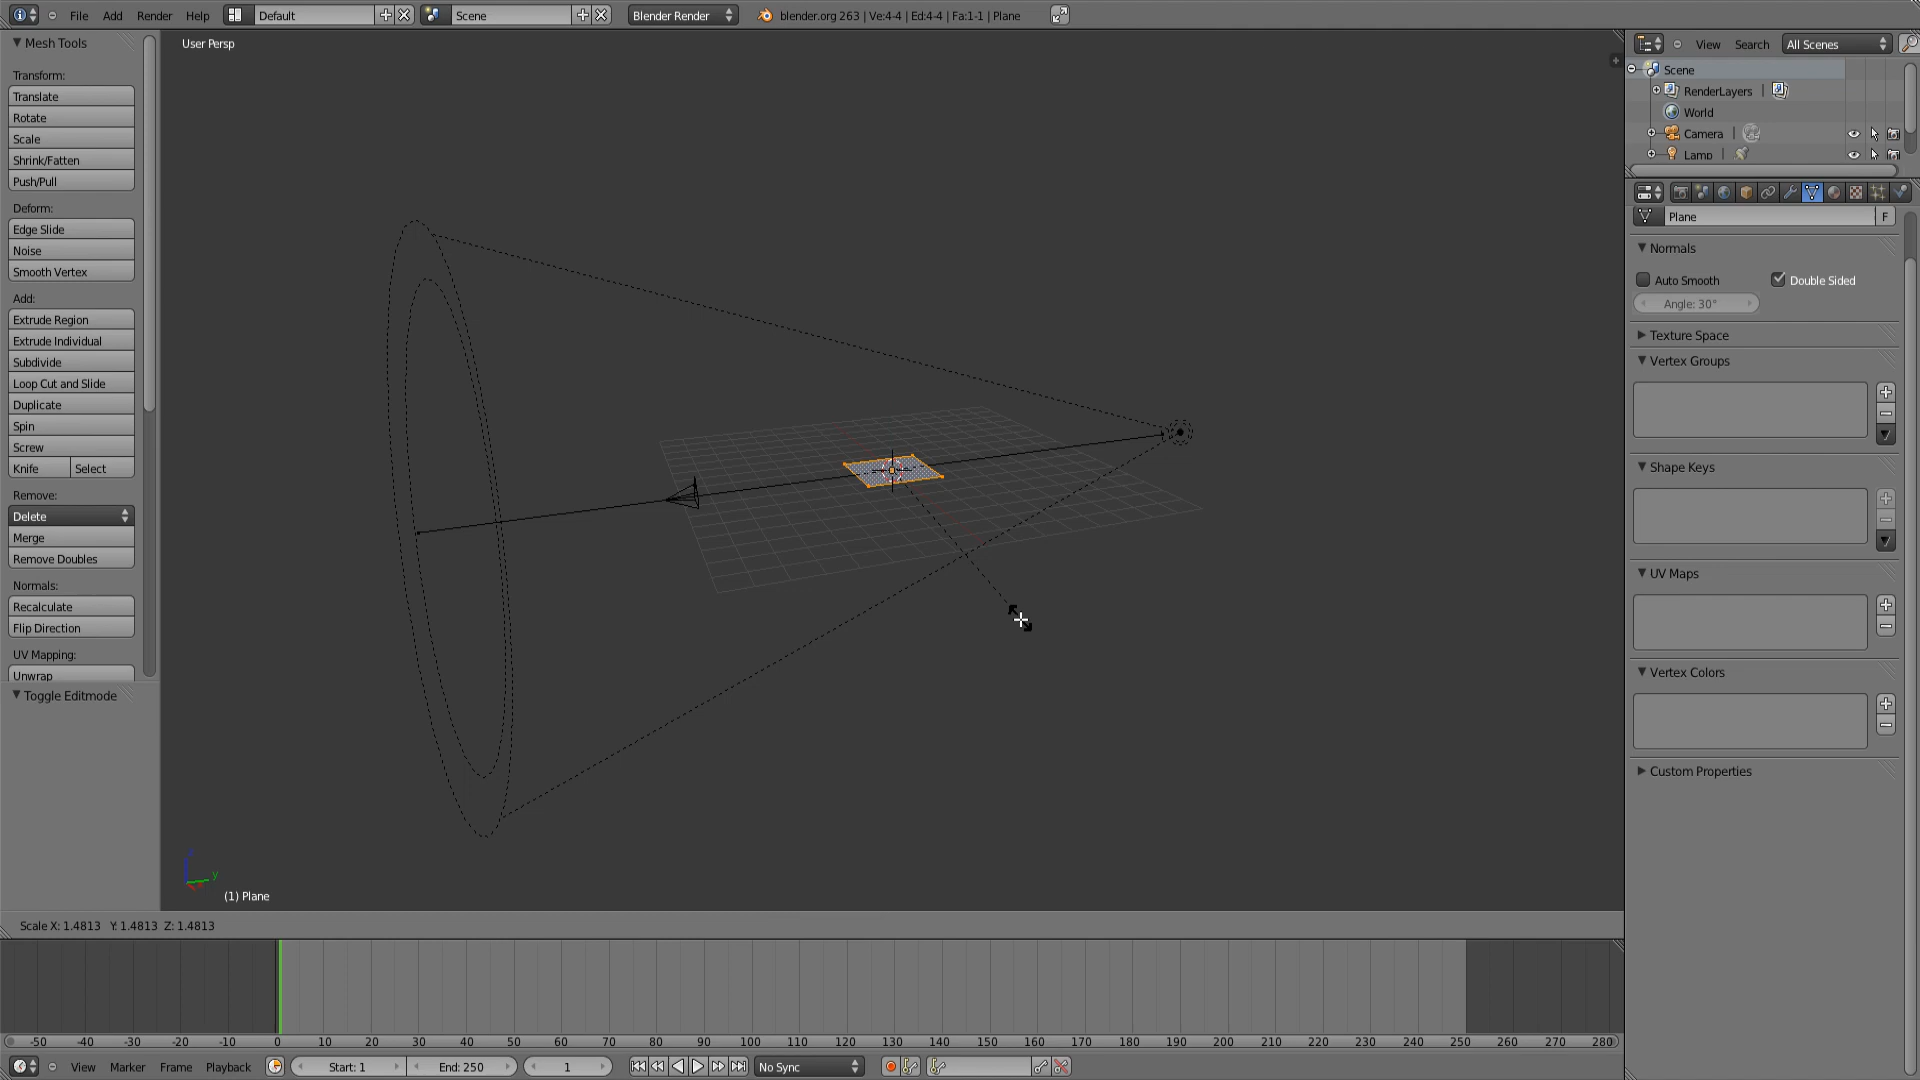 File Add Render Help Default Scene Blender Render blender.org 263 | Ve:4-4 | Ed:4-4 | Fa:1-1 | Plane
Mesh Tools
Transform:
Translate
Rotate
Scale
Shrink/Fatten
Push/Pull
Deform:
Edge Slide
Noise
Smooth Vertex
Add:
Extrude Region
Extrude Individual
Subdivide
Loop Cut and Slide
Duplicate
Spin
Screw
Knife Select
Remove:
Delete
Merge
Remove Doubles
Normals:
Recalculate
Flip Direction
UV Mapping:
Unwrap
Toggle Editmode
User Persp
y
(1) Plane
Scale X: 1.4813 Y: 1.4813 Z: 1.4813
View Search All Scenes
Scene
RenderLayers |
World
Camera |
Lamp |
Plane F
Normals
Auto Smooth Double Sided
Angle: 30°
Texture Space
Vertex Groups
Shape Keys
UV Maps
Vertex Colors
Custom Properties
-50 -40 -30 -20 -10 0 10 20 30 40 50 60 70 80 90 100 110 120 130 140 150 160 170 180 190 200 210 220 230 240 250 260 270 280
View Marker Frame Playback Start: 1 End: 250 1 No Sync